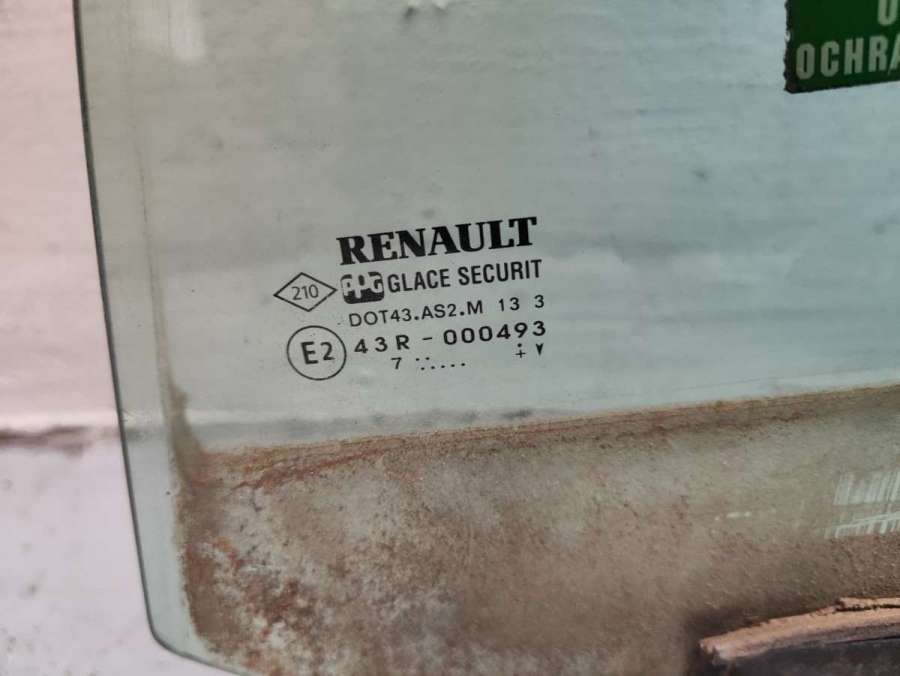 OCHRA
RENAULT
210 PPG GLACE SECURIT
DOT43.AS2.M 13 3
E2 43R - 000493
7 ::.... ∔ ▾